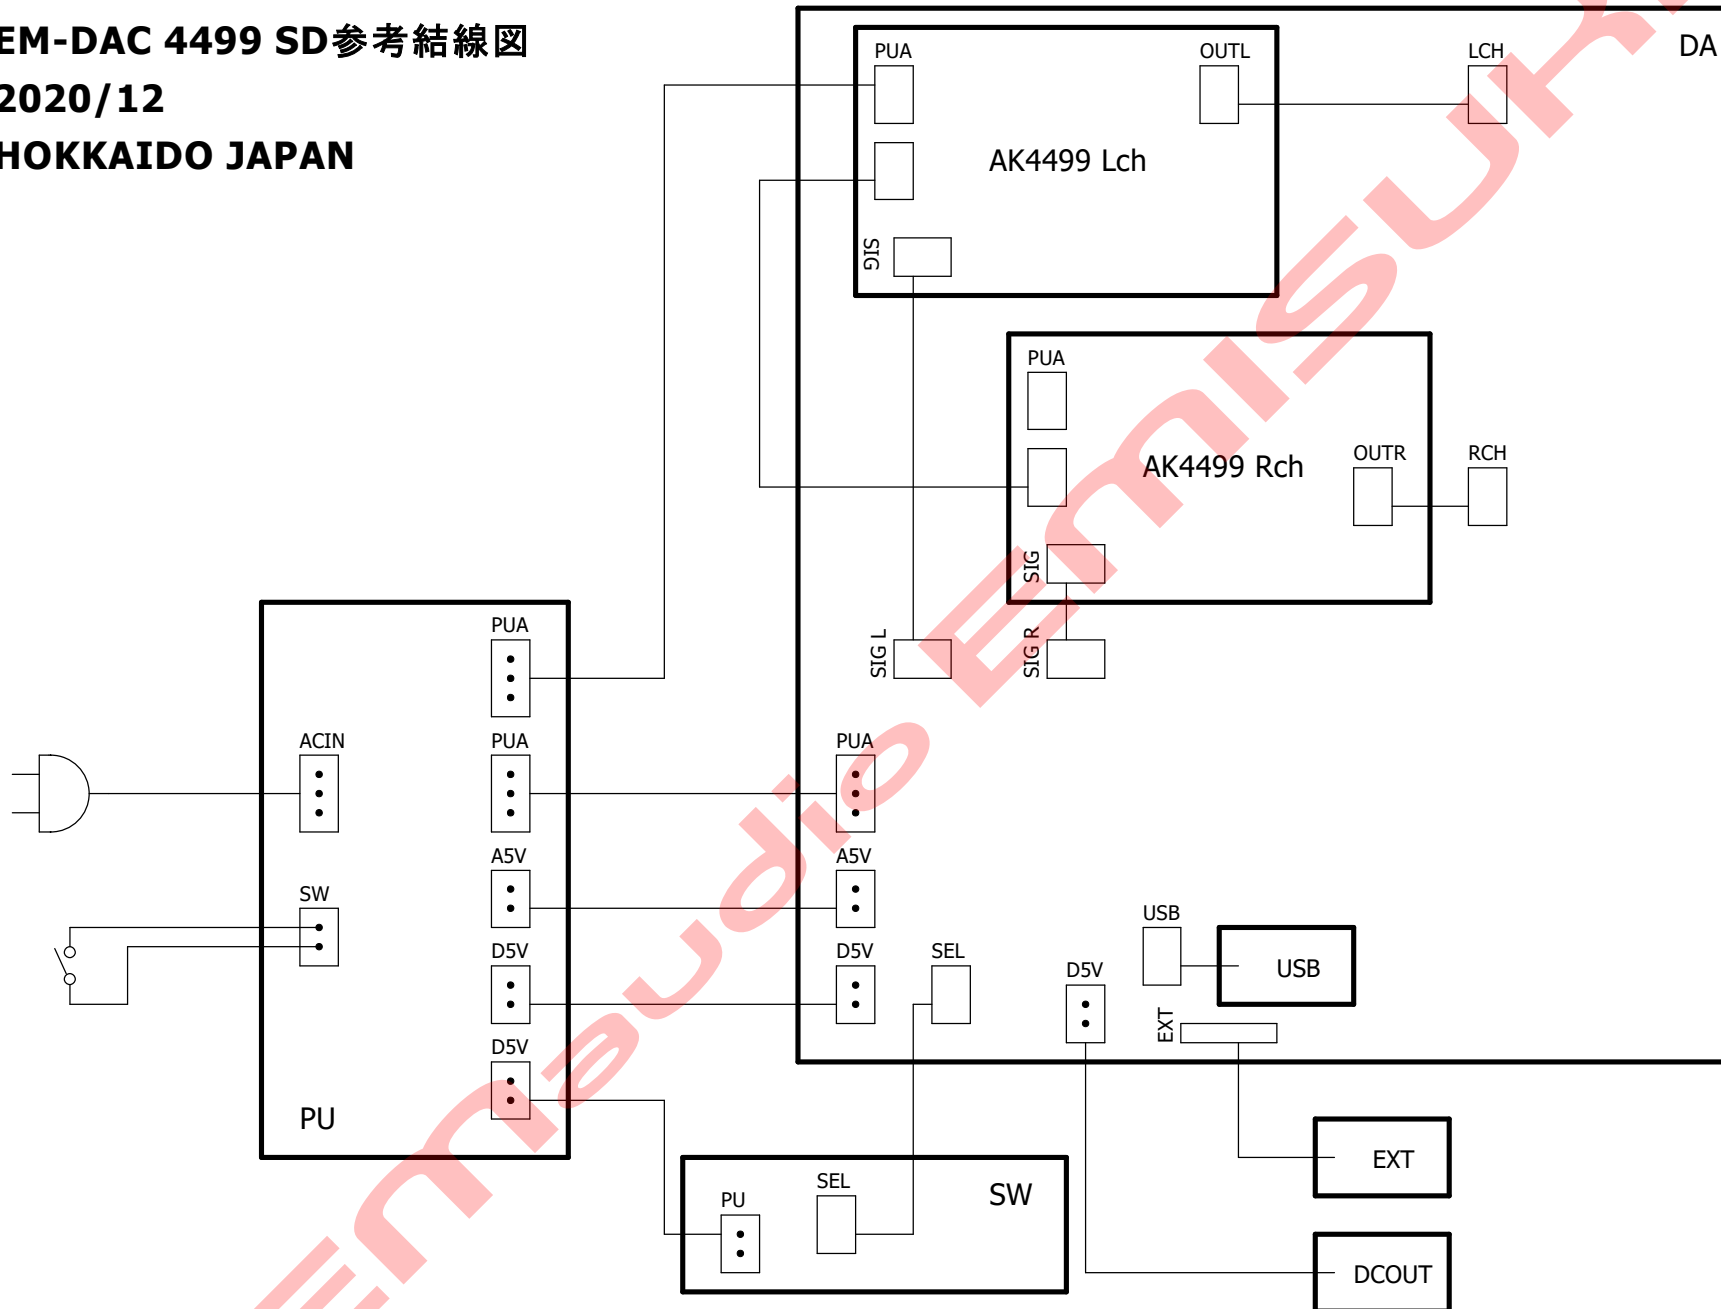 EM-DAC 4499 SD参考結線図
2020/12
HOKKAIDO JAPAN
DA
PUA
OUTL
LCH
AK4499 Lch
SIG
PUA
OUTR
RCH
AK4499 Rch
SIG
SIG L
SIG R
PUA
ACIN
PUA
PUA
A5V
A5V
SW
D5V
D5V
SEL
D5V
USB
USB
EXT
D5V
PU
PU
SEL
SW
EXT
DCOUT
Emaudio EmISUK